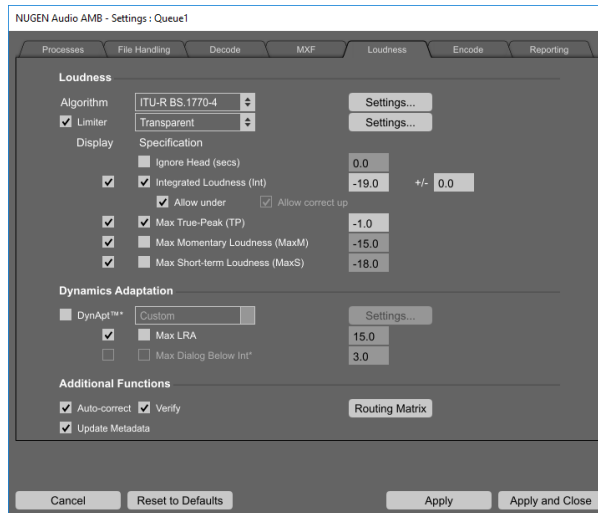 NUGEN Audio AMB - Settings : Queue1
Processes File Handling Decode MXF Loudness Encode Reporting
Loudness
Algorithm ITU-R BS.1770-4 Settings...
Limiter Transparent Settings...
Display Specification
Ignore Head (secs) 0.0
Integrated Loudness (Int) -19.0 +/- 0.0
Allow under Allow correct up
Max True-Peak (TP) -1.0
Max Momentary Loudness (MaxM) -15.0
Max Short-term Loudness (MaxS) -18.0
Dynamics Adaptation
DynApt™* Custom Settings...
Max LRA 15.0
Max Dialog Below Int* 3.0
Additional Functions
Auto-correct Verify Routing Matrix
Update Metadata
Cancel Reset to Defaults Apply Apply and Close